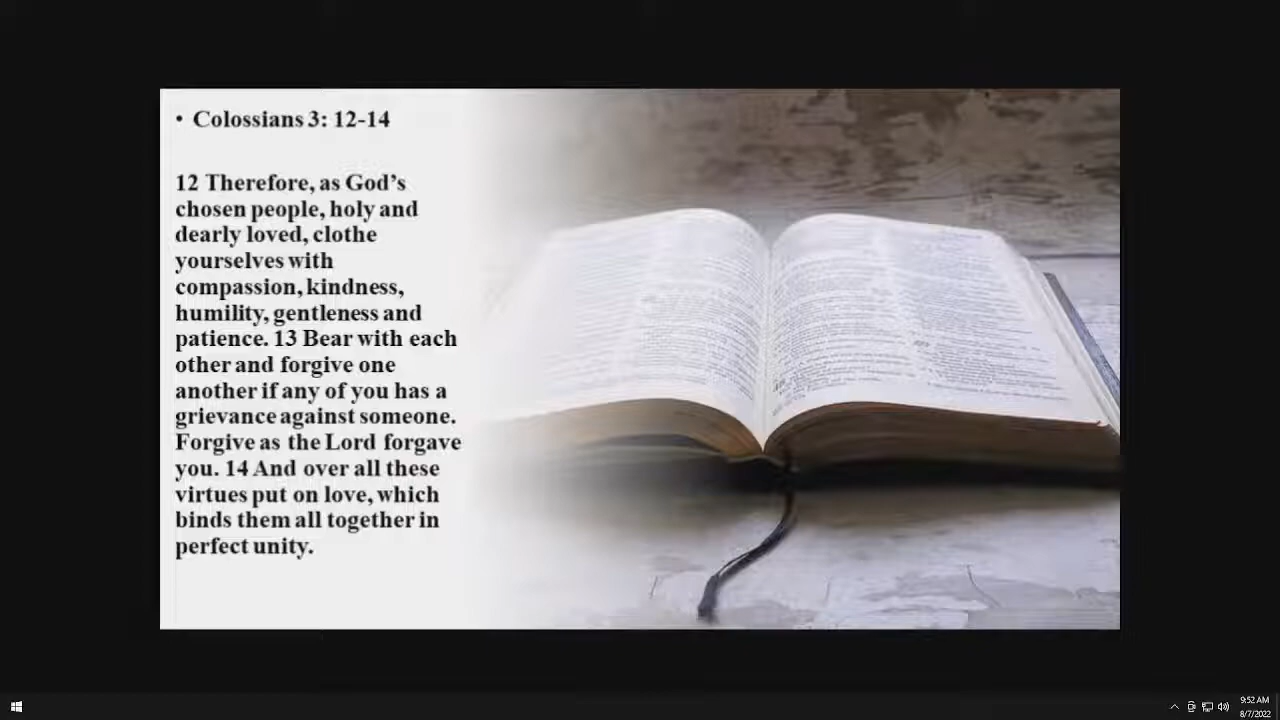 • Colossians 3: 12-14
12 Therefore, as God's
chosen people, holy and
dearly loved, clothe
yourselves with
compassion, kindness,
humility, gentleness and
patience. 13 Bear with each
other and forgive one
another if any of you has a
grievance against someone.
Forgive as the Lord forgave
you. 14 And over all these
virtues put on love, which
binds them all together in
perfect unity.
9:52 AM
8/7/2022